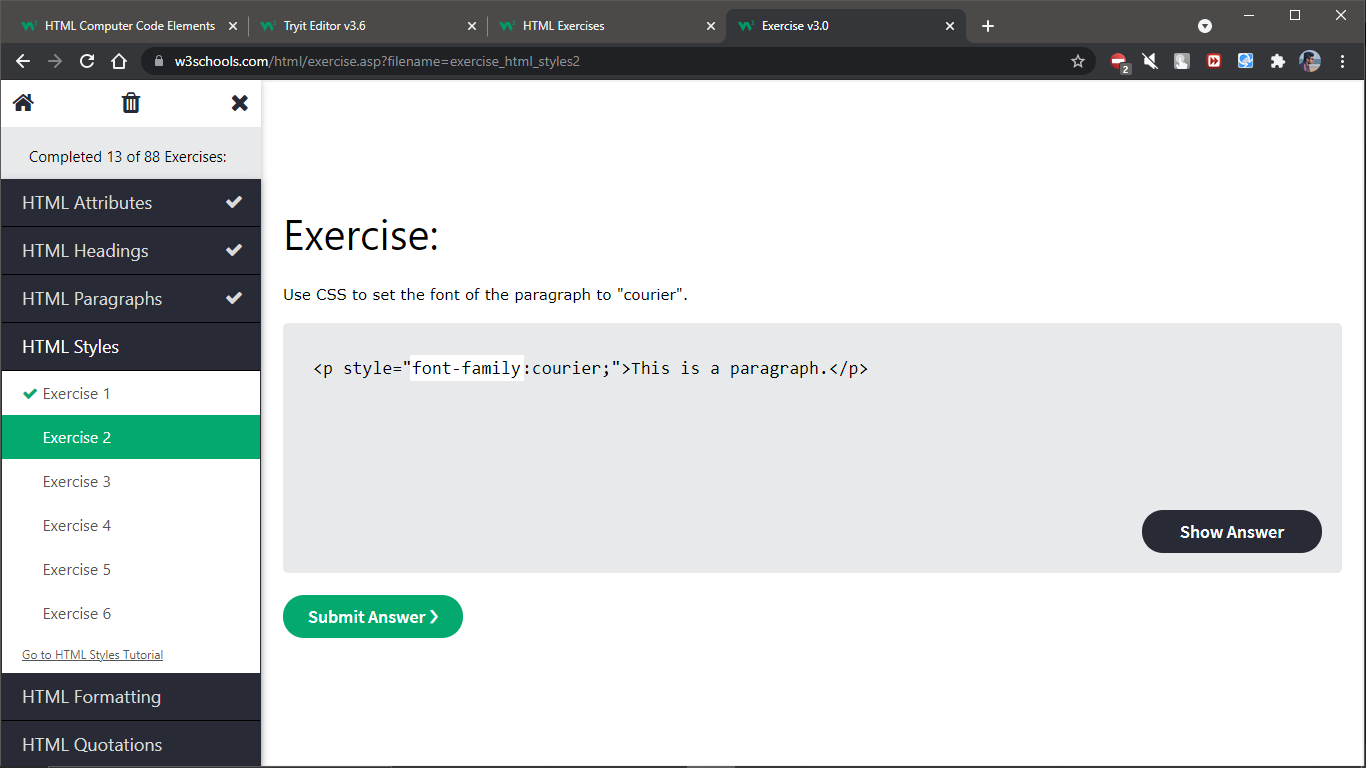 HTML Computer Code Elements
Tryit Editor v3.6
HTML Exercises
Exercise v3.0
w3schools.com/html/exercise.asp?filename=exercise_html_styles2
2
Completed 13 of 88 Exercises:
HTML Attributes
HTML Headings
HTML Paragraphs
HTML Styles
Exercise 1
Exercise 2
Exercise 3
Exercise 4
Exercise 5
Exercise 6
Go to HTML Styles Tutorial
HTML Formatting
HTML Quotations
Exercise:
Use CSS to set the font of the paragraph to "courier".
<p style="font-family:courier;">This is a paragraph.</p>
Show Answer
Submit Answer ❯